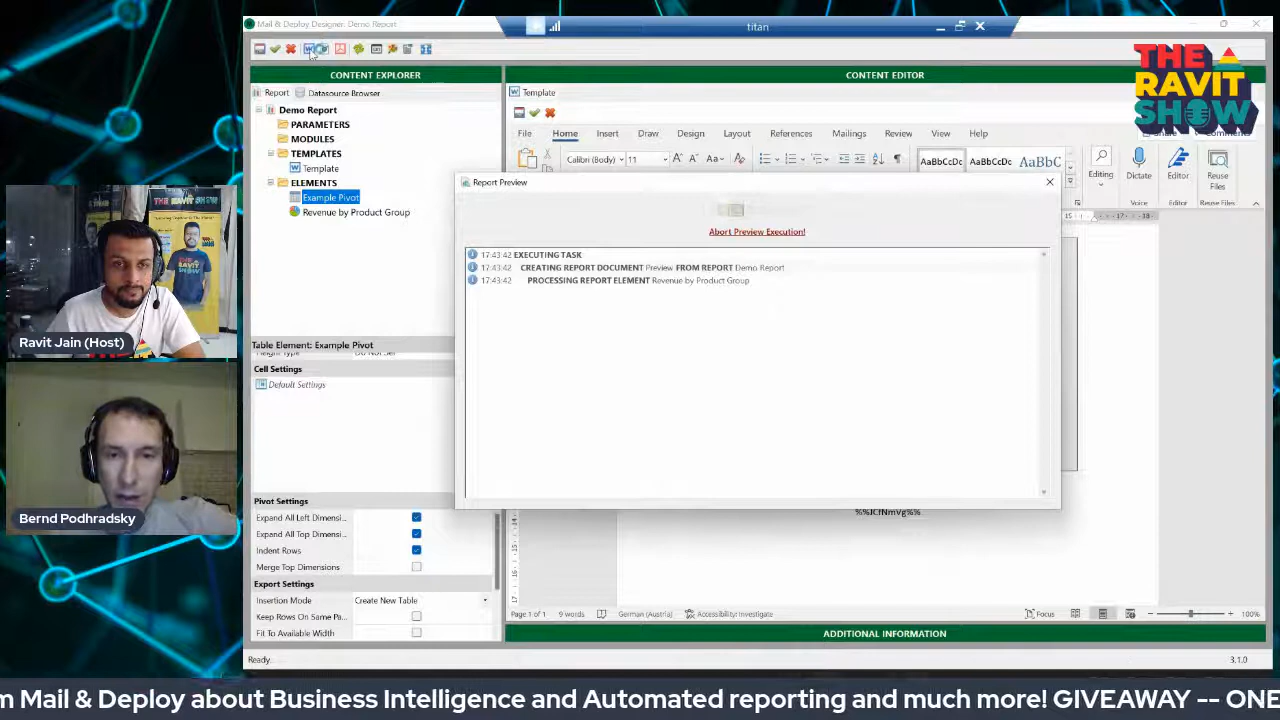 Mail & Deploy Designer: Demo Report
titan
THE RAVIT SHOW
CONTENT EXPLORER
Report
Datasource Browser
Demo Report
PARAMETERS
MODULES
TEMPLATES
Template
ELEMENTS
Example Pivot
Revenue by Product Group
Table Element: Example Pivot
Cell Settings
Default Settings
Pivot Settings
Expand All Left Dimensi...
Expand All Top Dimensi...
Indent Rows
Merge Top Dimensions
Export Settings
Insertion Mode
Create New Table
Keep Rows On Same Pa...
Fit To Available Width
Ready
CONTENT EDITOR
Template
File Home Insert Draw Design Layout References Mailings Review View Help
Calibri (Body)
11
AaBbCcDc
AaBbCcDc
AaBbC
Editing
Dictate
Editor
Reuse Files
Voice
Editor
Reuse Files
Report Preview
Abort Preview Execution!
17:43:42 EXECUTING TASK
17:43:42 CREATING REPORT DOCUMENT Preview FROM REPORT Demo Report
17:43:42 PROCESSING REPORT ELEMENT Revenue by Product Group
%%JCfNmVg%%
Page 1 of 1
9 words
German (Austria)
Accessibility: Investigate
Focus
100%
ADDITIONAL INFORMATION
3.1.0
Ravit Jain (Host)
Bernd Podhradsky
m Mail & Deploy about Business Intelligence and Automated reporting and much more! GIVEAWAY -- ONE